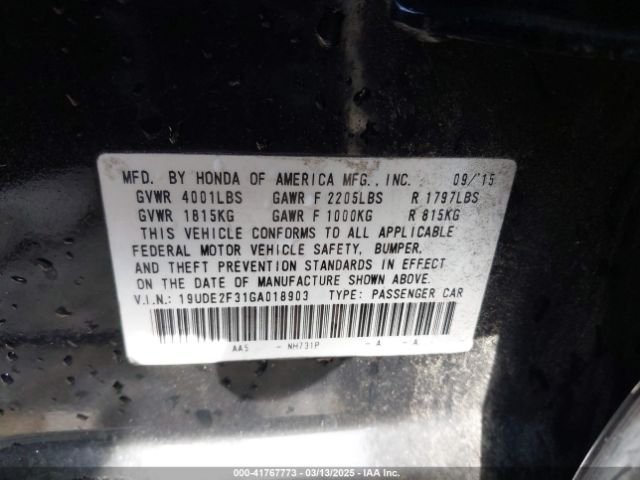 MFD. BY HONDA OF AMERICA MFG., INC. 09/'15
GVWR 4001LBS GAWR F 2205LBS R 1797LBS
GVWR 1815KG GAWR F 1000KG R 815KG
THIS VEHICLE CONFORMS TO ALL APPLICABLE
FEDERAL MOTOR VEHICLE SAFETY, BUMPER,
AND THEFT PREVENTION STANDARDS IN EFFECT
ON THE DATE OF MANUFACTURE SHOWN ABOVE.
V.I.N.: 19UDE2F31GA018903 TYPE: PASSENGER CAR
AA5 - NH731P - A - A-
000-41767773 — 03/13/2025 — IAA Inc.